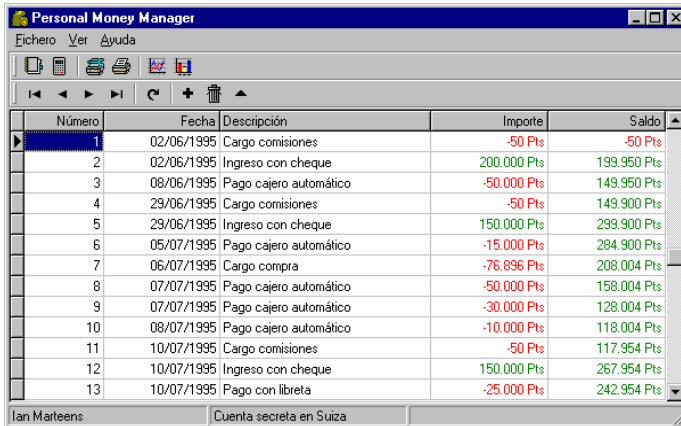 Personal Money Manager
Fichero Ver Ayuda
Número Fecha Descripción Importe Saldo
1 02/06/1995 Cargo comisiones -50 Pts -50 Pts
2 02/06/1995 Ingreso con cheque 200.000 Pts 199.950 Pts
3 08/06/1995 Pago cajero automático -50.000 Pts 149.950 Pts
4 29/06/1995 Cargo comisiones -50 Pts 149.900 Pts
5 29/06/1995 Ingreso con cheque 150.000 Pts 299.900 Pts
6 05/07/1995 Pago cajero automático -15.000 Pts 284.900 Pts
7 06/07/1995 Cargo compra -76.896 Pts 208.004 Pts
8 07/07/1995 Pago cajero automático -50.000 Pts 158.004 Pts
9 07/07/1995 Pago cajero automático -30.000 Pts 128.004 Pts
10 08/07/1995 Pago cajero automático -10.000 Pts 118.004 Pts
11 10/07/1995 Cargo comisiones -50 Pts 117.954 Pts
12 10/07/1995 Ingreso con cheque 150.000 Pts 267.954 Pts
13 10/07/1995 Pago con libreta -25.000 Pts 242.954 Pts
Ian Marteens Cuenta secreta en Suiza